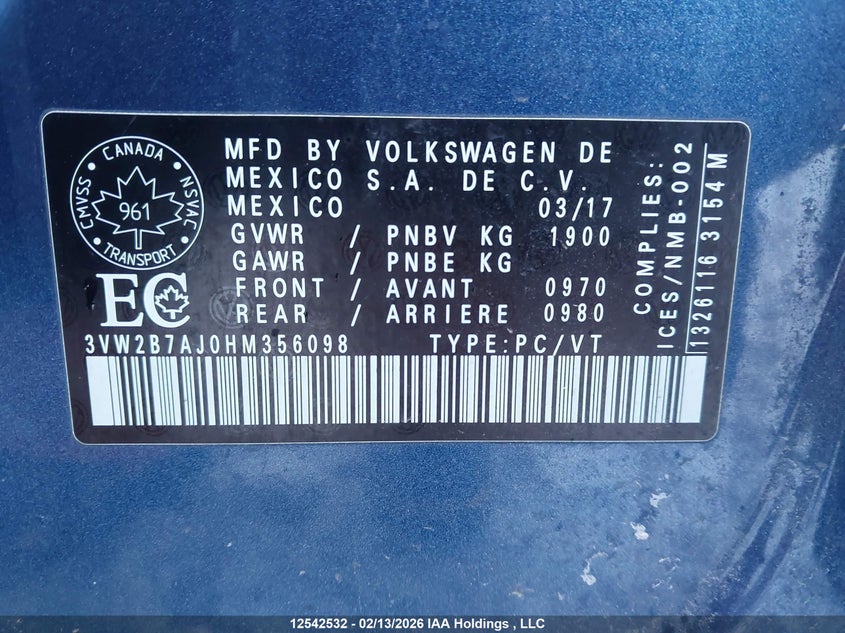 CANADA
CMVSS
NSVAC
961
TRANSPORT
EC
MFD BY VOLKSWAGEN DE
MEXICO S.A. DE C.V.
MEXICO 03/17
GVWR / PNBV KG 1900
GAWR / PNBE KG
FRONT / AVANT 0970
REAR / ARRIERE 0980
3VW2B7AJ0HM356098 TYPE:PC/VT
COMPLIES:
ICES/NMB-002
1326116 3154 M
12542532 - 02/13/2026 IAA Holdings , LLC